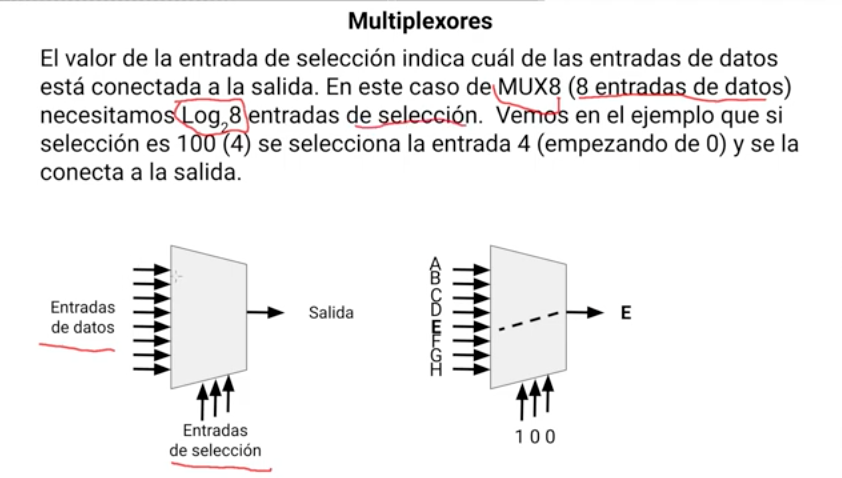 Multiplexores
El valor de la entrada de selección indica cuál de las entradas de datos
está conectada a la salida. En este caso de MUX8 (8 entradas de datos)
necesitamos Log₂8 entradas de selección. Vemos en el ejemplo que si
selección es 100 (4) se selecciona la entrada 4 (empezando de 0) y se la
conecta a la salida.
Entradas
de datos
Salida
Entradas
de selección
A
B
C
D
E
F
G
H
E
1 0 0